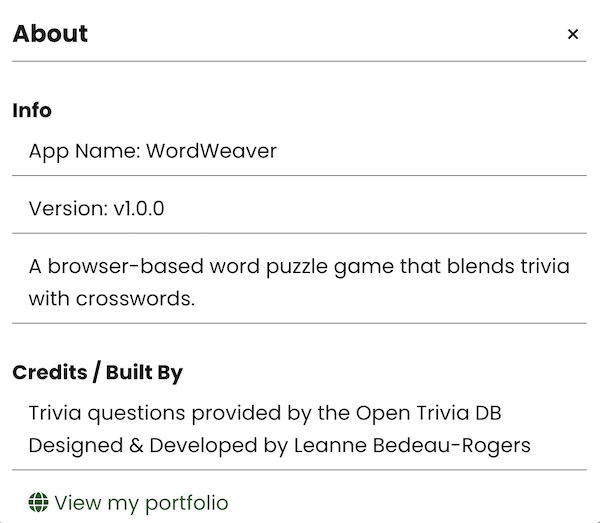 About ×
Info
App Name: WordWeaver
Version: v1.0.0
A browser-based word puzzle game that blends trivia
with crosswords.
Credits / Built By
Trivia questions provided by the Open Trivia DB
Designed & Developed by Leanne Bedeau-Rogers
View my portfolio